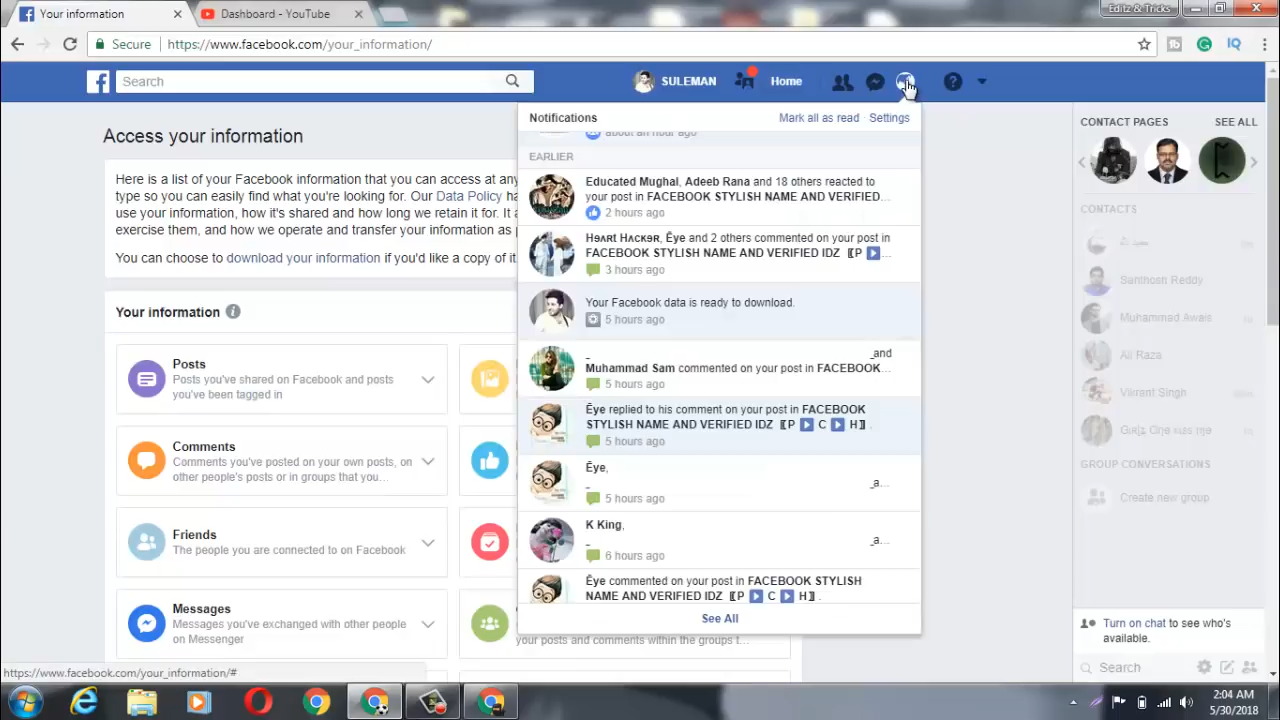 Your information
Dashboard - YouTube
Editz & Tricks
Secure
https://www.facebook.com/your_information/
Search
SULEMAN
Home
Notifications
Mark all as read · Settings
about an hour ago
EARLIER
Educated Mughal, Adeeb Rana and 18 others reacted to
your post in FACEBOOK STYLISH NAME AND VERIFIED...
2 hours ago
HɘAʀt HʌcKɘR, Ēye and 2 others commented on your post in
FACEBOOK STYLISH NAME AND VERIFIED IDZ 〖P ▶ ...
3 hours ago
Your Facebook data is ready to download.
5 hours ago
_ _and
Muhammad Sam commented on your post in FACEBOOK...
5 hours ago
Ēye replied to his comment on your post in FACEBOOK
STYLISH NAME AND VERIFIED IDZ 〖P ▶ C ▶ H〗 .
5 hours ago
Ēye,
_ _a...
5 hours ago
K King,
_ _a...
6 hours ago
Ēye commented on your post in FACEBOOK STYLISH
NAME AND VERIFIED IDZ 〖P ▶ C ▶ H〗 .
See All
Access your information
Here is a list of your Facebook information that you can access at any
type so you can easily find what you're looking for. Our Data Policy ha
use your information, how it's shared and how long we retain it for. It a
exercise them, and how we operate and transfer your information as p
You can choose to download your information if you'd like a copy of it
Your information
Posts
Posts you've shared on Facebook and posts
you've been tagged in
Comments
Comments you've posted on your own posts, on
other people's posts or in groups that you...
Friends
The people you are connected to on Facebook
Messages
Messages you've exchanged with other people
on Messenger
your posts and comments within the groups t...
CONTACT PAGES
SEE ALL
CONTACTS
Santhosh Reddy
Muhammad Awais
Ali Raza
Vikrant Singh
GROUP CONVERSATIONS
Create new group
Turn on chat to see who's
available.
Search
https://www.facebook.com/your_information/#
2:04 AM
5/30/2018